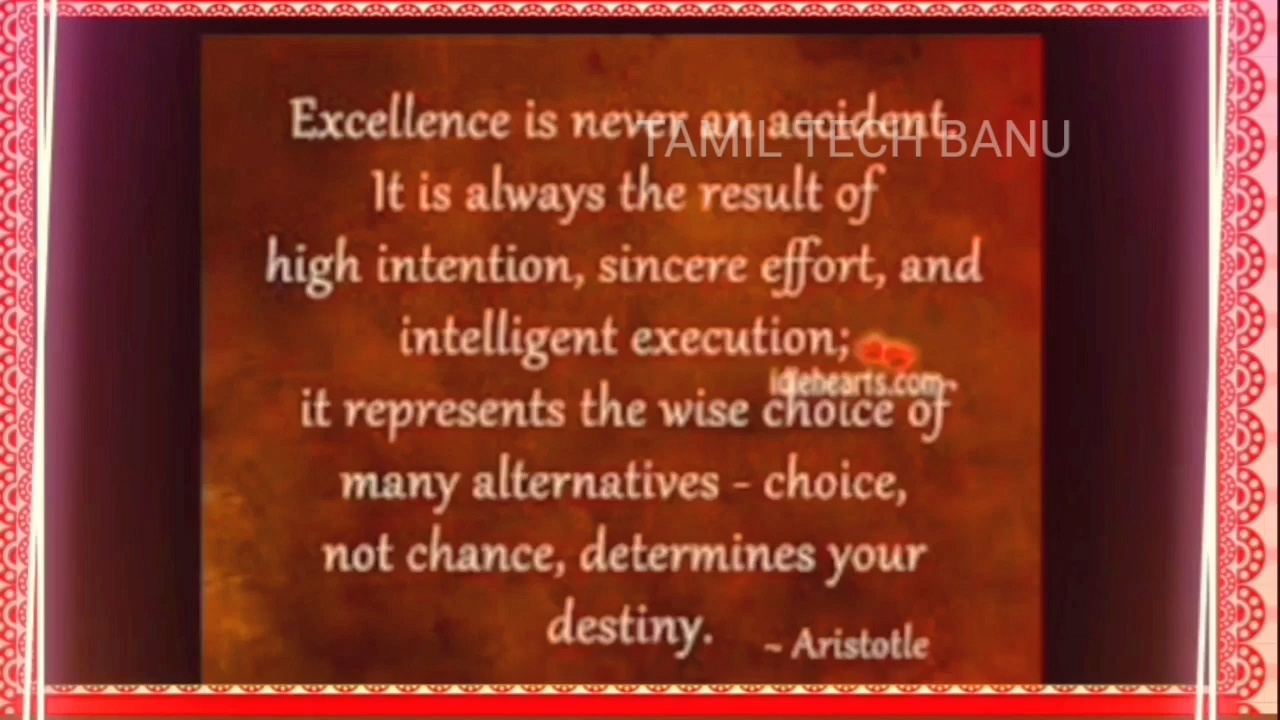 Excellence is never an accident
TAMIL TECH BANU
It is always the result of
high intention, sincere effort, and
intelligent execution;
idlehearts.com
it represents the wise choice of
many alternatives - choice,
not chance, determines your
destiny.
~ Aristotle